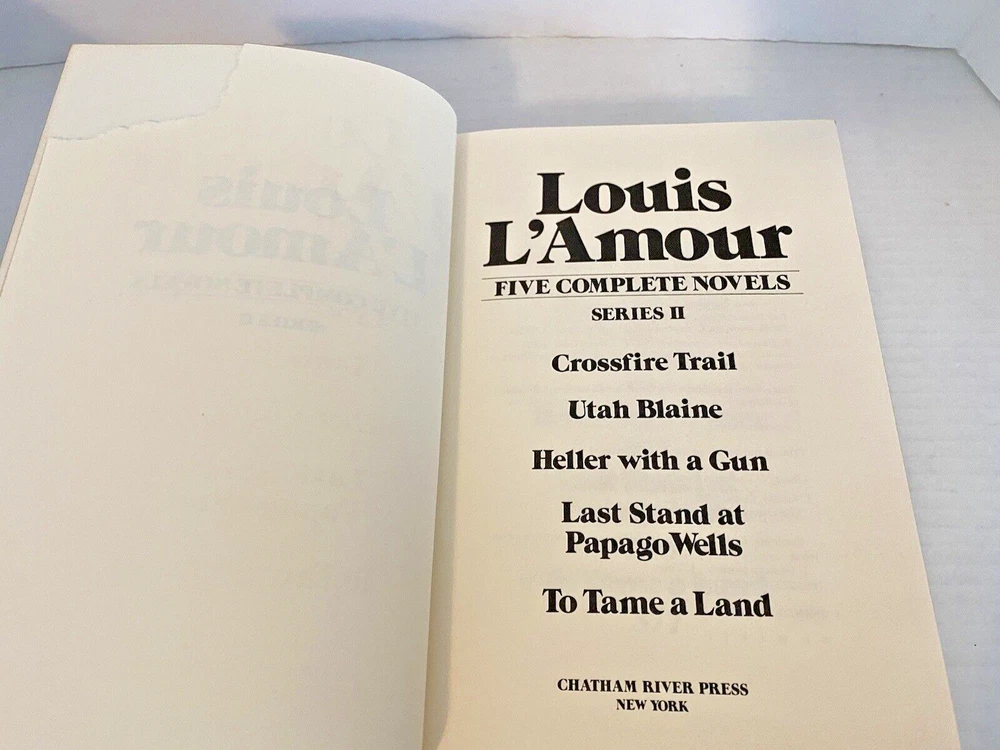 Louis
L'Amour
FIVE COMPLETE NOVELS
SERIES II
Crossfire Trail
Utah Blaine
Heller with a Gun
Last Stand at
Papago Wells
To Tame a Land
CHATHAM RIVER PRESS
NEW YORK